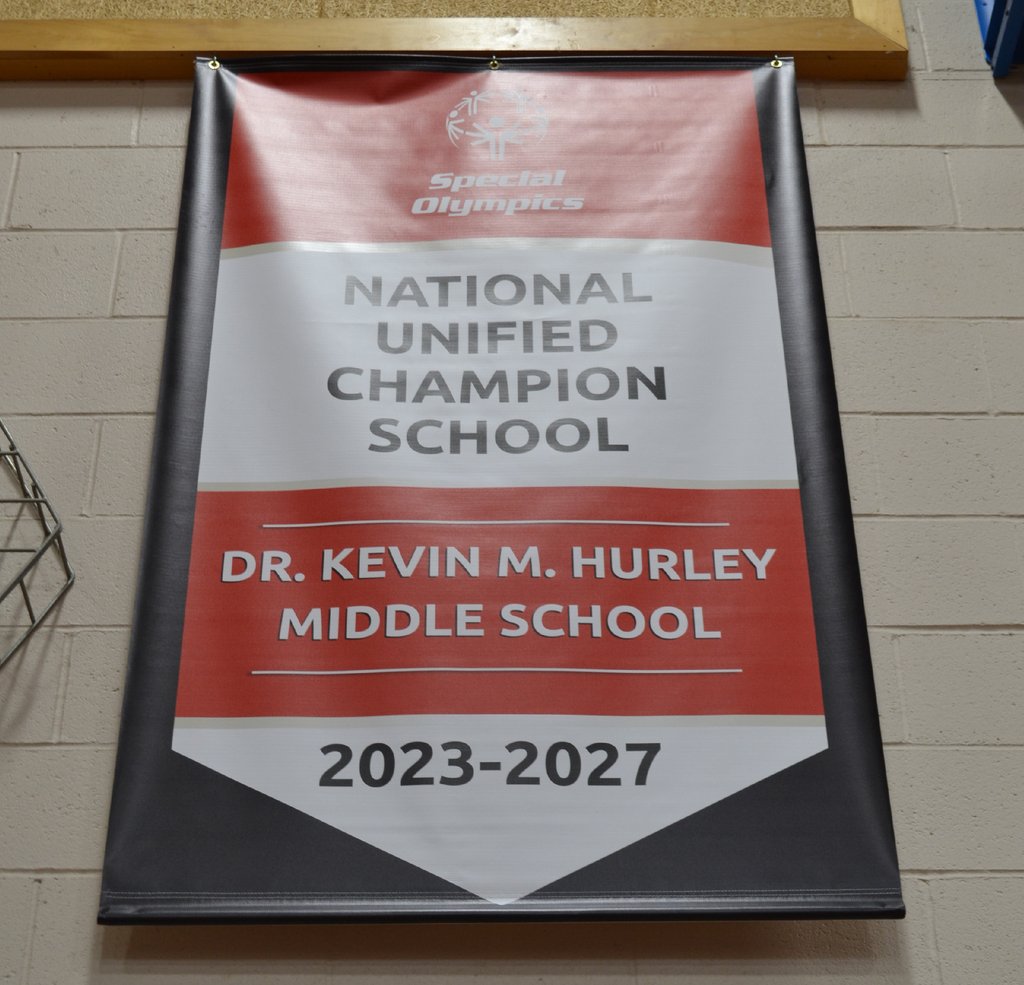 Special
Olympics
NATIONAL
UNIFIED
CHAMPION
SCHOOL
DR. KEVIN M. HURLEY
MIDDLE SCHOOL
2023-2027